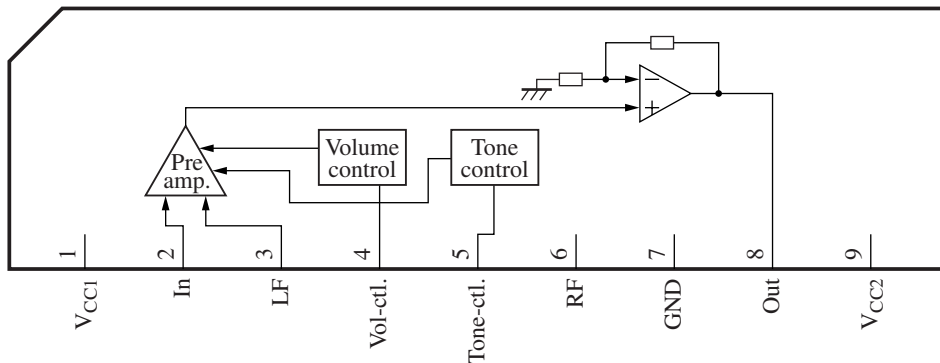 −
+
Pre
amp.
Volume
control
Tone
control
1
2
3
4
5
6
7
8
9
VCC1
In
LF
Vol-ctl.
Tone-ctl.
RF
GND
Out
VCC2